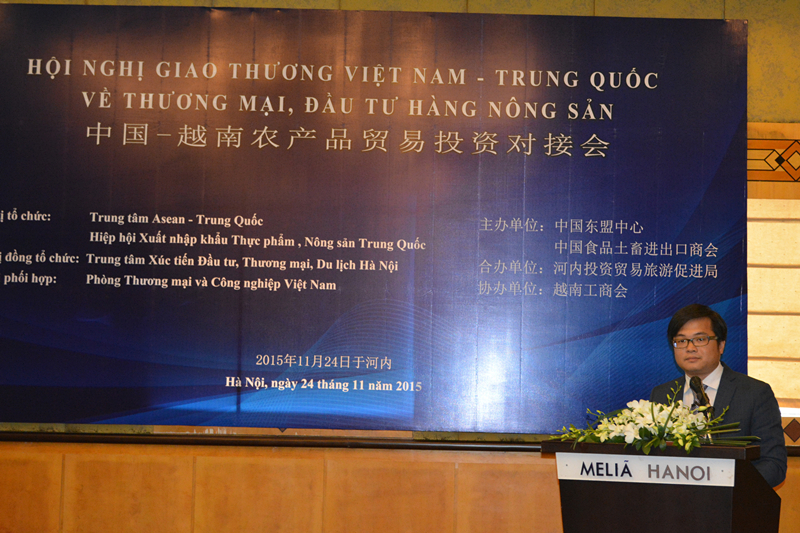 HỘI NGHỊ GIAO THƯƠNG VIỆT NAM - TRUNG QUỐC
VỀ THƯƠNG MẠI, ĐẦU TƯ HÀNG NÔNG SẢN
中国-越南农产品贸易投资对接会
ị tổ chức: Trung tâm Asean - Trung Quốc
Hiệp hội Xuất nhập khẩu Thực phẩm , Nông sản Trung Quốc
ị đồng tổ chức: Trung tâm Xúc tiến Đầu tư, Thương mại, Du lịch Hà Nội
phối hợp: Phòng Thương mại và Công nghiệp Việt Nam
主办单位: 中国东盟中心
中国食品土畜进出口商会
合办单位: 河内投资贸易旅游促进局
协办单位: 越南工商会
2015年11月24日于河内
Hà Nội, ngày 24 tháng 11 năm 2015
MELIÃ HANOI